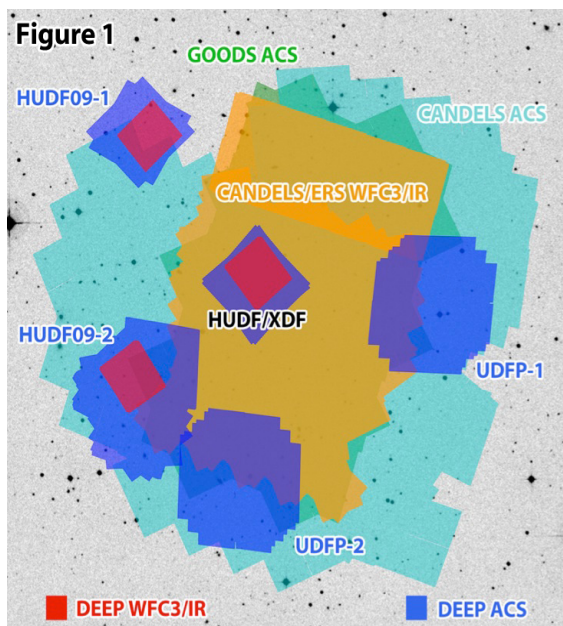 Figure 1
GOODS ACS
HUDF09-1
CANDELS ACS
CANDELS/ERS WFC3/IR
HUDF/XDF
HUDF09-2
UDFP-1
UDFP-2
DEEP WFC3/IR
DEEP ACS